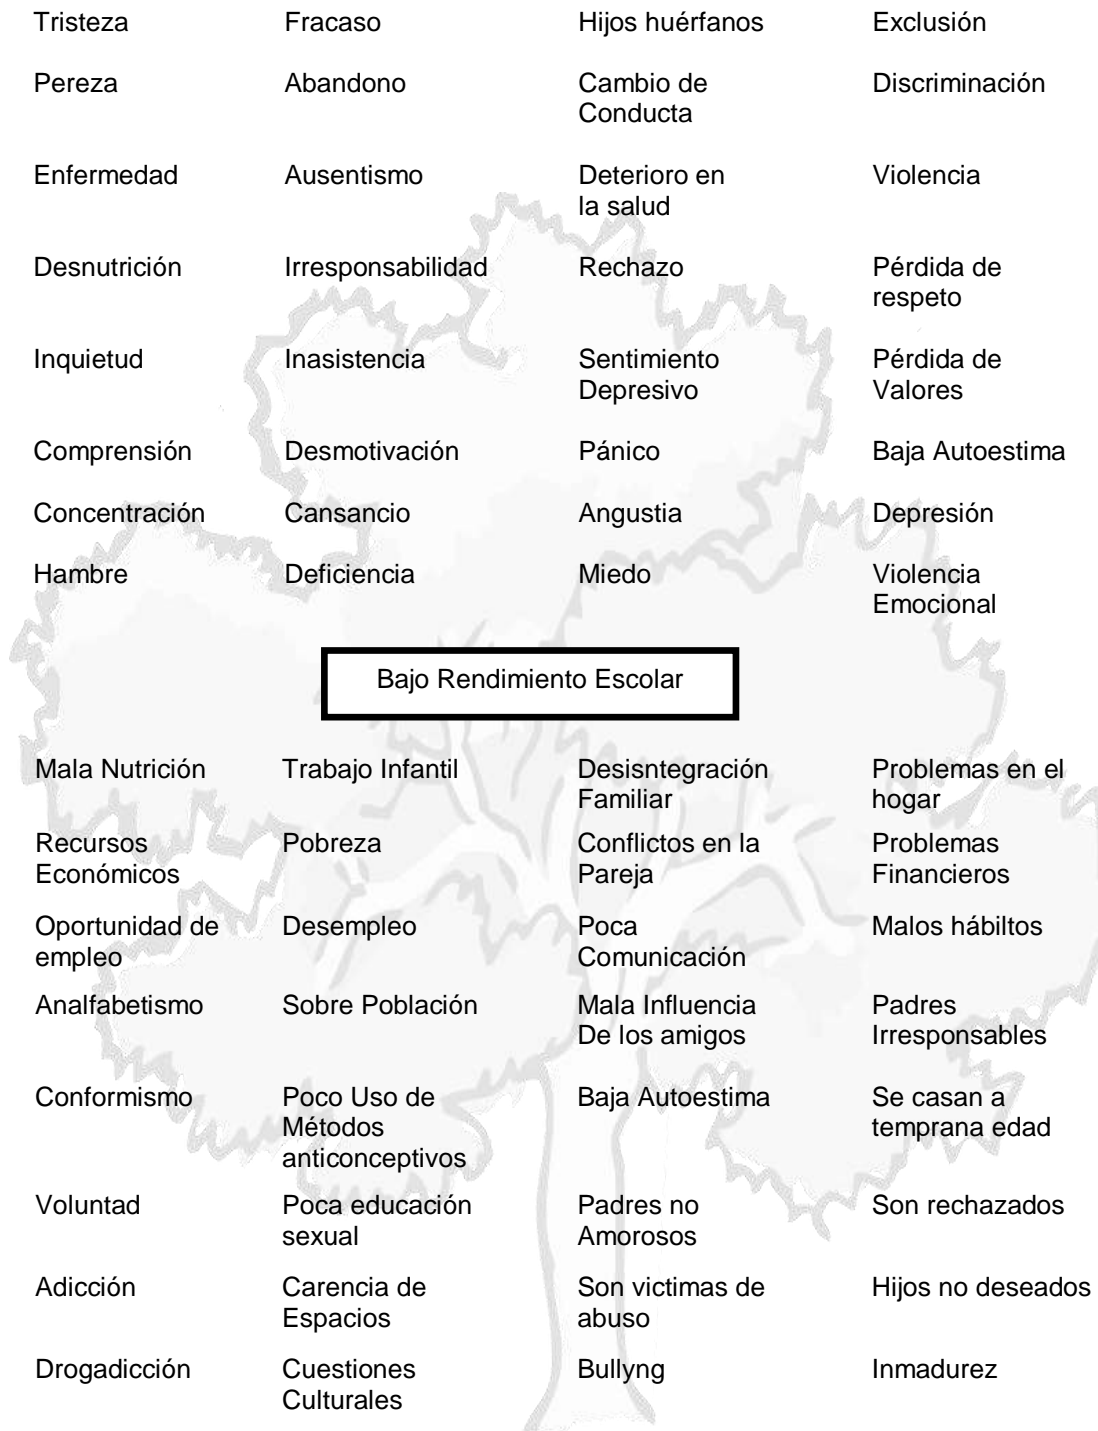 Tristeza Fracaso Hijos huérfanos Exclusión
Pereza Abandono Cambio de Discriminación
Conducta
Enfermedad Ausentismo Deterioro en Violencia
la salud
Desnutrición Irresponsabilidad Rechazo Pérdida de
respeto
Inquietud Inasistencia Sentimiento Pérdida de
Depresivo Valores
Comprensión Desmotivación Pánico Baja Autoestima
Concentración Cansancio Angustia Depresión
Hambre Deficiencia Miedo Violencia
Emocional
Bajo Rendimiento Escolar
Mala Nutrición Trabajo Infantil Desisntegración Problemas en el
Familiar hogar
Recursos Pobreza Conflictos en la Problemas
Económicos Pareja Financieros
Oportunidad de Desempleo Poca Malos hábiltos
empleo Comunicación
Analfabetismo Sobre Población Mala Influencia Padres
De los amigos Irresponsables
Conformismo Poco Uso de Baja Autoestima Se casan a
Métodos temprana edad
anticonceptivos
Voluntad Poca educación Padres no Son rechazados
sexual Amorosos
Adicción Carencia de Son victimas de Hijos no deseados
Espacios abuso
Drogadicción Cuestiones Bullyng Inmadurez
Culturales